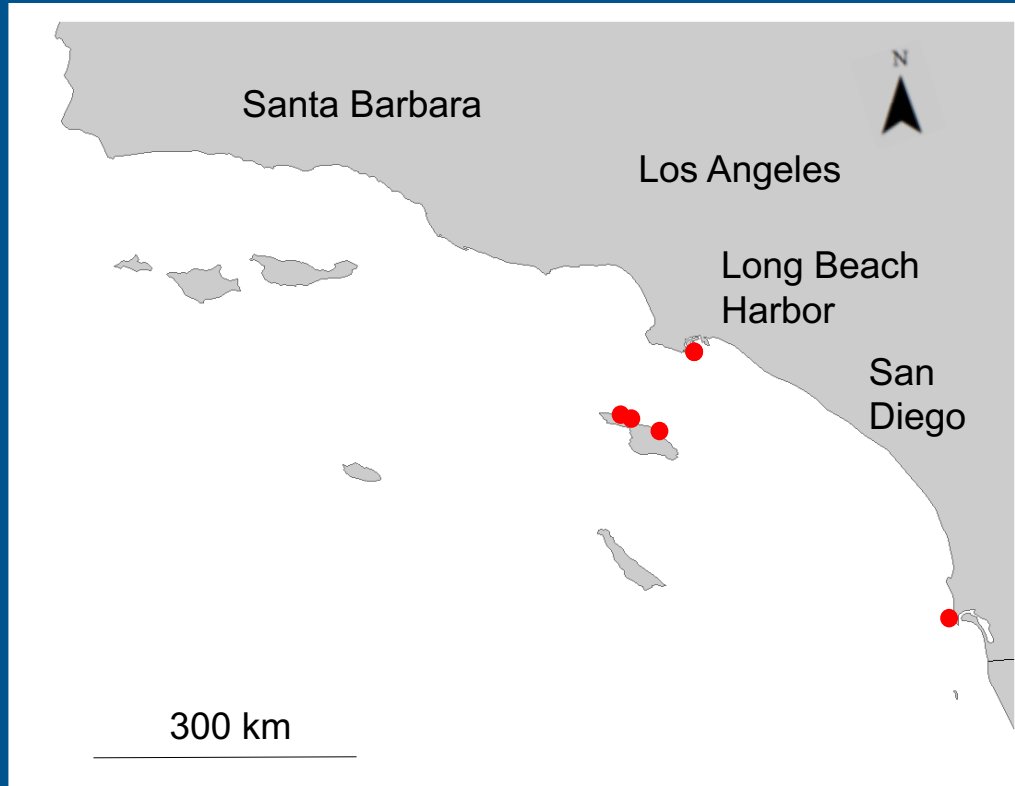 N
Santa Barbara
Los Angeles
Long Beach
Harbor
San
Diego
300 km